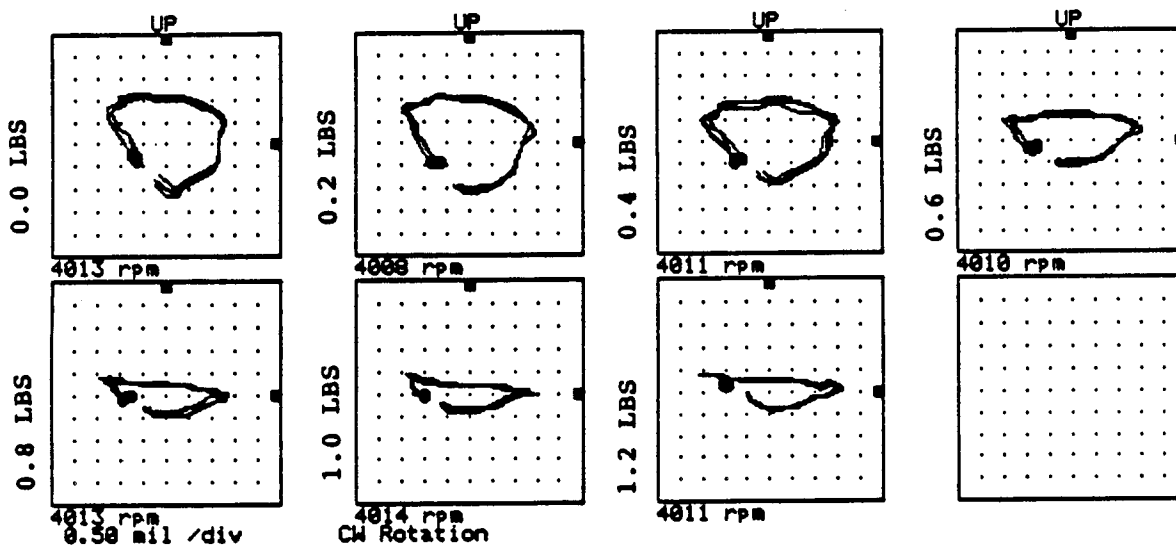 UP
UP
UP
UP
0.0 LBS
0.2 LBS
0.4 LBS
0.6 LBS
4013 rpm
4008 rpm
4011 rpm
4010 rpm
0.8 LBS
1.0 LBS
1.2 LBS
4013 rpm
4014 rpm
4011 rpm
0.50 mil /div
CW Rotation